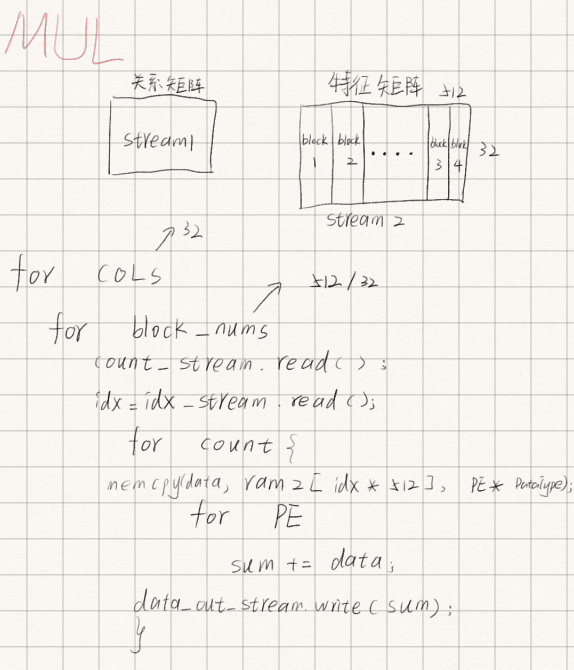 MUL
关系矩阵
特征矩阵 512
stream1
block 1
block 2
....
block 3
block 4
32
stream 2
32
for COLs
512/32
for block_nums
count_stream.read();
idx = idx_stream.read();
for count {
memcpy(data, ram2[idx * 512], PE* DataType);
for PE
sum += data;
data_out_stream.write(sum);
}